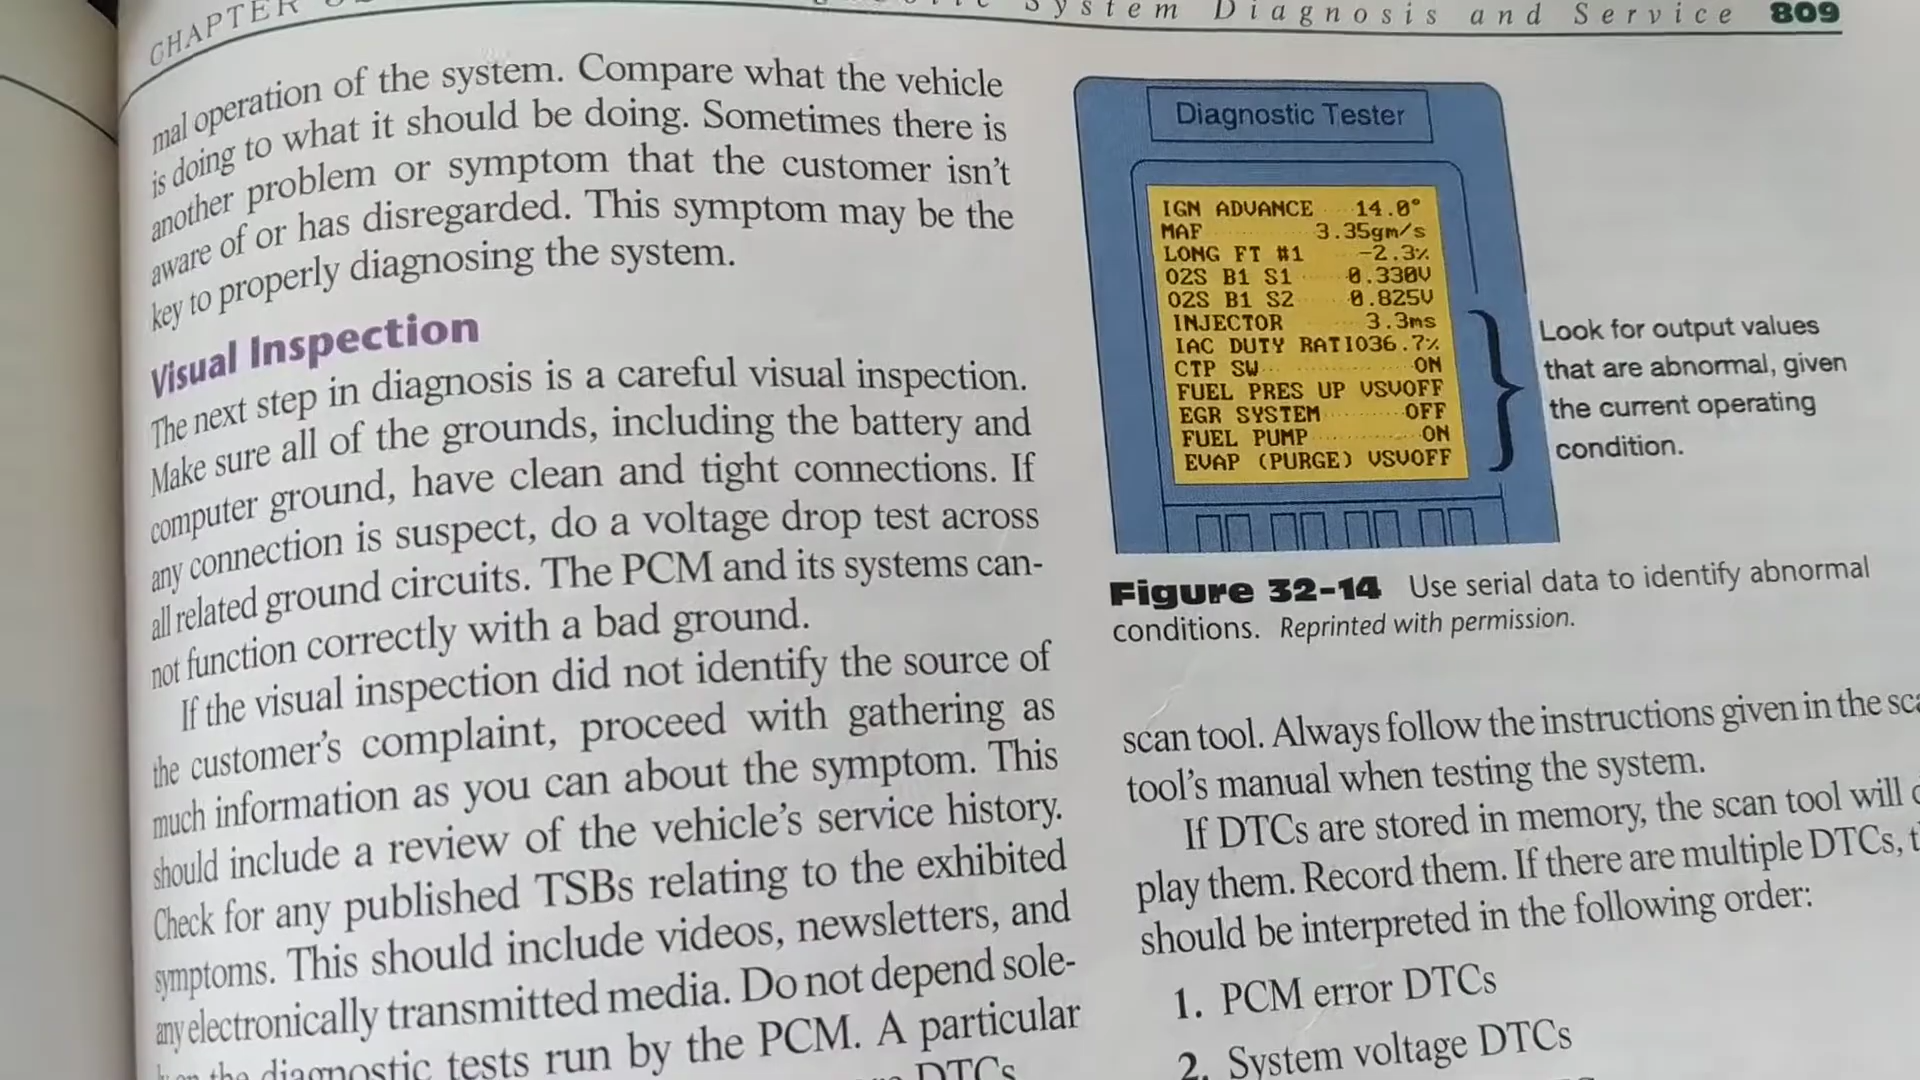 CHAPTER
System Diagnosis and Service 809
mal operation of the system. Compare what the vehicle
is doing to what it should be doing. Sometimes there is
another problem or symptom that the customer isn't
aware of or has disregarded. This symptom may be the
key to properly diagnosing the system.
Visual Inspection
The next step in diagnosis is a careful visual inspection.
Make sure all of the grounds, including the battery and
computer ground, have clean and tight connections. If
any connection is suspect, do a voltage drop test across
all related ground circuits. The PCM and its systems can-
not function correctly with a bad ground.
If the visual inspection did not identify the source of
the customer's complaint, proceed with gathering as
much information as you can about the symptom. This
should include a review of the vehicle's service history.
Check for any published TSBs relating to the exhibited
symptoms. This should include videos, newsletters, and
any electronically transmitted media. Do not depend sole-
the diagnostic tests run by the PCM. A particular
DTCs
Diagnostic Tester
IGN ADVANCE 14.0°
MAF 3.35gm/s
LONG FT #1 -2.3%
O2S B1 S1 0.330V
O2S B1 S2 0.825V
INJECTOR 3.3ms
IAC DUTY RATIO36.7%
CTP SW ON
FUEL PRES UP VSVOFF
EGR SYSTEM OFF
FUEL PUMP ON
EVAP (PURGE) VSVOFF
Look for output values
that are abnormal, given
the current operating
condition.
Figure 32-14 Use serial data to identify abnormal
conditions. Reprinted with permission.
scan tool. Always follow the instructions given in the
tool's manual when testing the system.
If DTCs are stored in memory, the scan tool will
play them. Record them. If there are multiple DTCs,
should be interpreted in the following order:
1. PCM error DTCs
2. System voltage DTCs